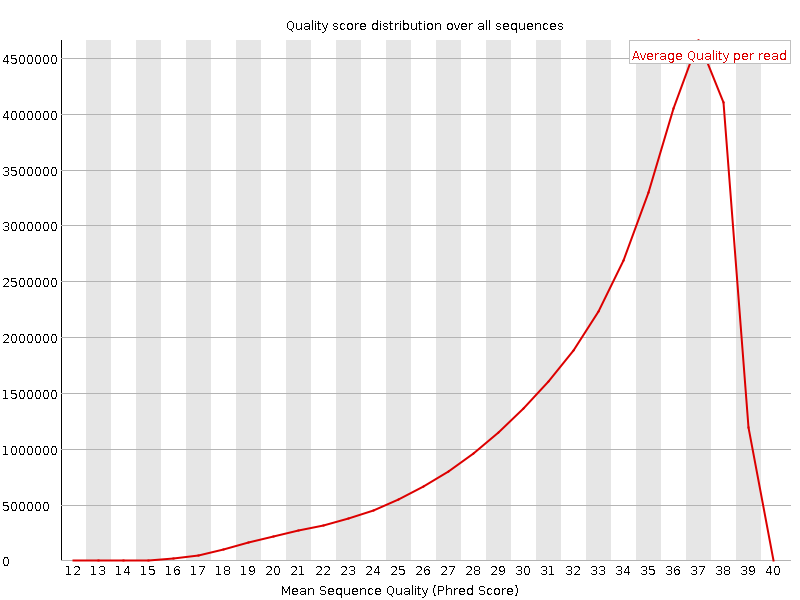 Quality score distribution over all sequences
Average Quality per read
4500000
4000000
3500000
3000000
2500000
2000000
1500000
1000000
500000
0
12 13 14 15 16 17 18 19 20 21 22 23 24 25 26 27 28 29 30 31 32 33 34 35 36 37 38 39 40
Mean Sequence Quality (Phred Score)